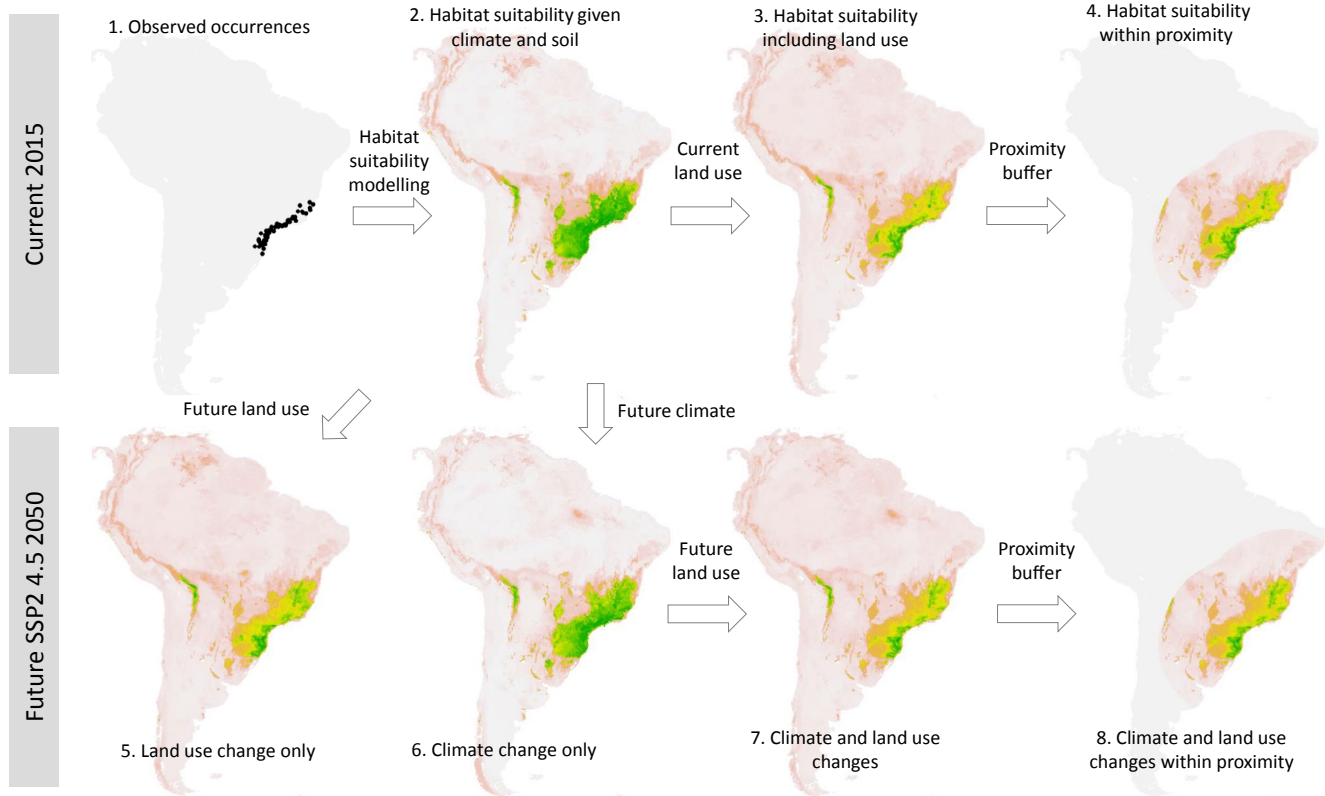 Current 2015
1. Observed occurrences
2. Habitat suitability given
climate and soil
3. Habitat suitability
including land use
4. Habitat suitability
within proximity
Habitat
suitability
modelling
Current
land use
Proximity
buffer
Future land use
Future climate
Future SSP2 4.5 2050
Future
land use
Proximity
buffer
5. Land use change only
6. Climate change only
7. Climate and land use
changes
8. Climate and land use
changes within proximity